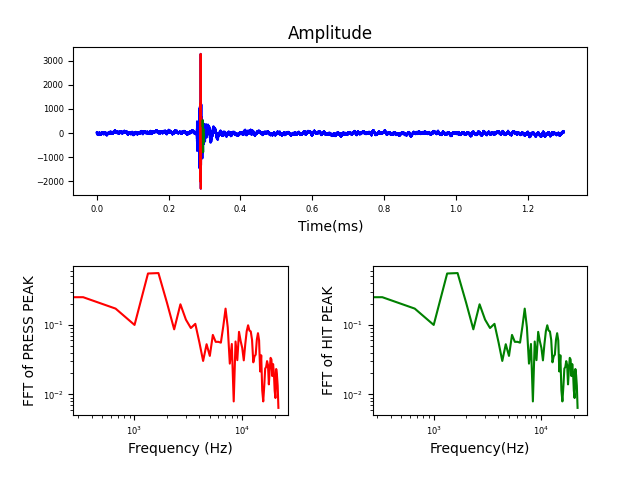 Amplitude
3000
2000
1000
0
−1000
−2000
0.0 0.2 0.4 0.6 0.8 1.0 1.2
Time(ms)
FFT of PRESS PEAK
10⁻¹
10⁻²
10³ 10⁴
Frequency (Hz)
FFT of HIT PEAK
10⁻¹
10⁻²
10³ 10⁴
Frequency(Hz)